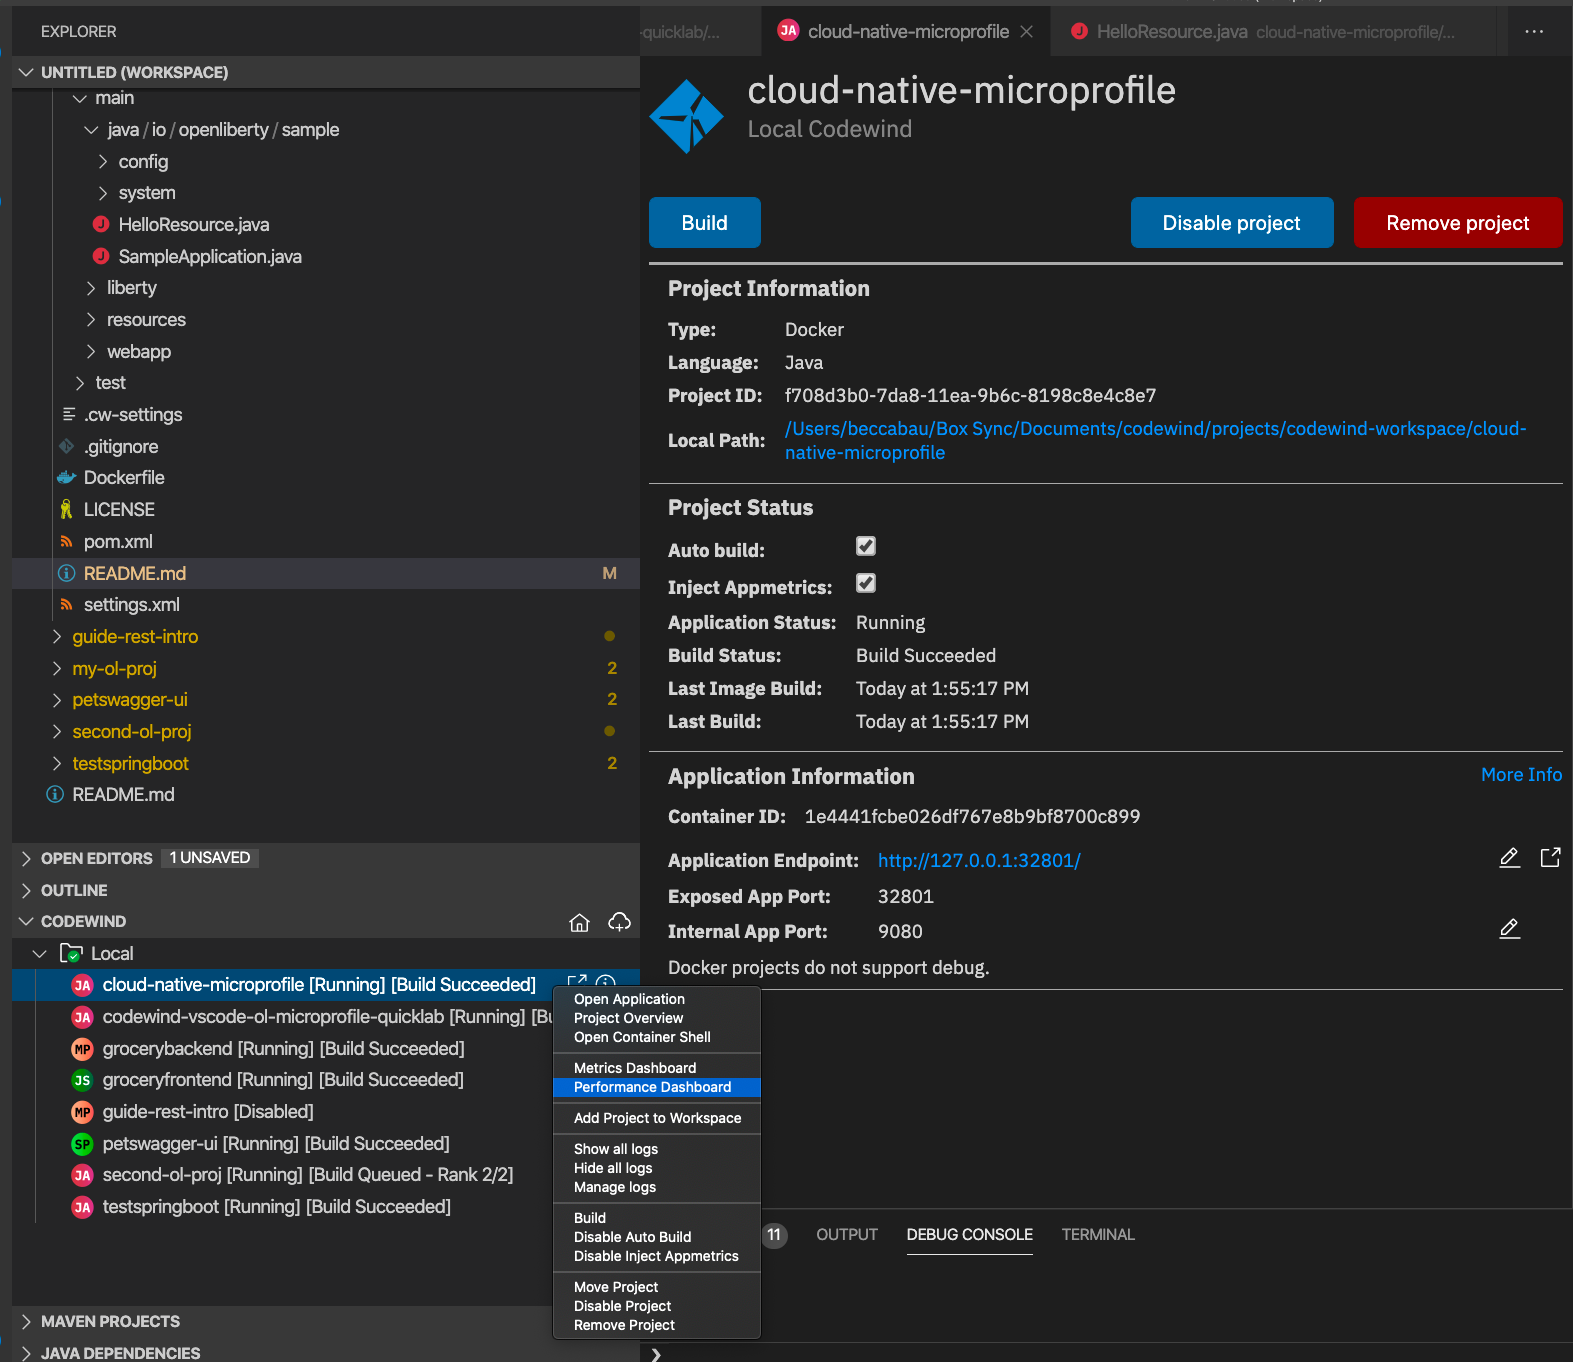 EXPLORER
UNTITLED (WORKSPACE)
main
java / io / openliberty / sample
config
system
HelloResource.java
SampleApplication.java
liberty
resources
webapp
test
.cw-settings
.gitignore
Dockerfile
LICENSE
pom.xml
README.md M
settings.xml
guide-rest-intro
my-ol-proj 2
petswagger-ui 2
second-ol-proj
testspringboot 2
README.md
OPEN EDITORS 1 UNSAVED
OUTLINE
CODEWIND
Local
JA cloud-native-microprofile [Running] [Build Succeeded]
JA codewind-vscode-ol-microprofile-quicklab [Running] [Bu
MP grocerybackend [Running] [Build Succeeded]
JS groceryfrontend [Running] [Build Succeeded]
MP guide-rest-intro [Disabled]
SP petswagger-ui [Running] [Build Succeeded]
JA second-ol-proj [Running] [Build Queued - Rank 2/2]
JA testspringboot [Running] [Build Succeeded]
MAVEN PROJECTS
JAVA DEPENDENCIES
-quicklab/...
JA cloud-native-microprofile
J HelloResource.java cloud-native-microprofile/...
cloud-native-microprofile
Local Codewind
Build
Disable project
Remove project
Project Information
Type: Docker
Language: Java
Project ID: f708d3b0-7da8-11ea-9b6c-8198c8e4c8e7
Local Path: /Users/beccabau/Box Sync/Documents/codewind/projects/codewind-workspace/cloud-
native-microprofile
Project Status
Auto build:
Inject Appmetrics:
Application Status: Running
Build Status: Build Succeeded
Last Image Build: Today at 1:55:17 PM
Last Build: Today at 1:55:17 PM
Application Information More Info
Container ID: 1e4441fcbe026df767e8b9bf8700c899
Application Endpoint: http://127.0.0.1:32801/
Exposed App Port: 32801
Internal App Port: 9080
Docker projects do not support debug.
Open Application
Project Overview
Open Container Shell
Metrics Dashboard
Performance Dashboard
Add Project to Workspace
Show all logs
Hide all logs
Manage logs
Build
Disable Auto Build
Disable Inject Appmetrics
Move Project
Disable Project
Remove Project
11 OUTPUT DEBUG CONSOLE TERMINAL